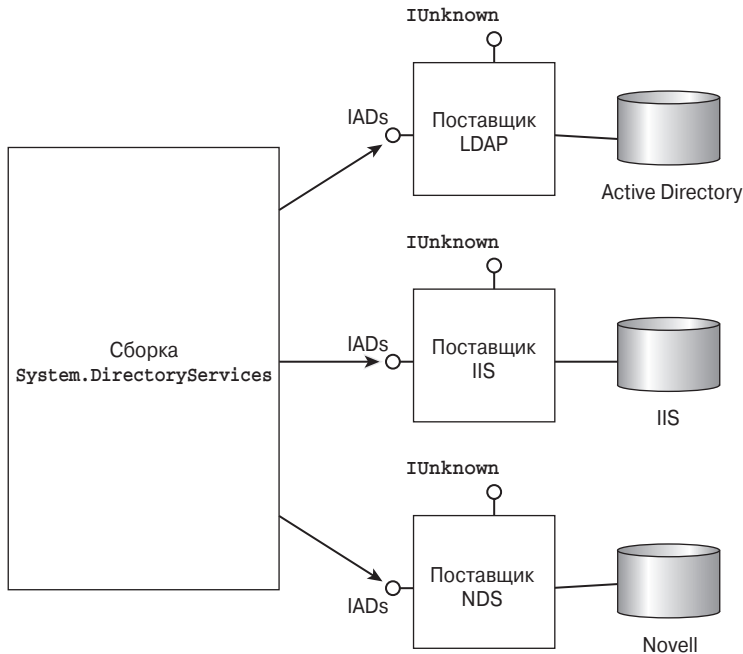 IUnknown
IADs
Поставщик
LDAP
Active Directory
IUnknown
Сборка
System.DirectoryServices
IADs
Поставщик
IIS
IIS
IUnknown
IADs
Поставщик
NDS
Novell